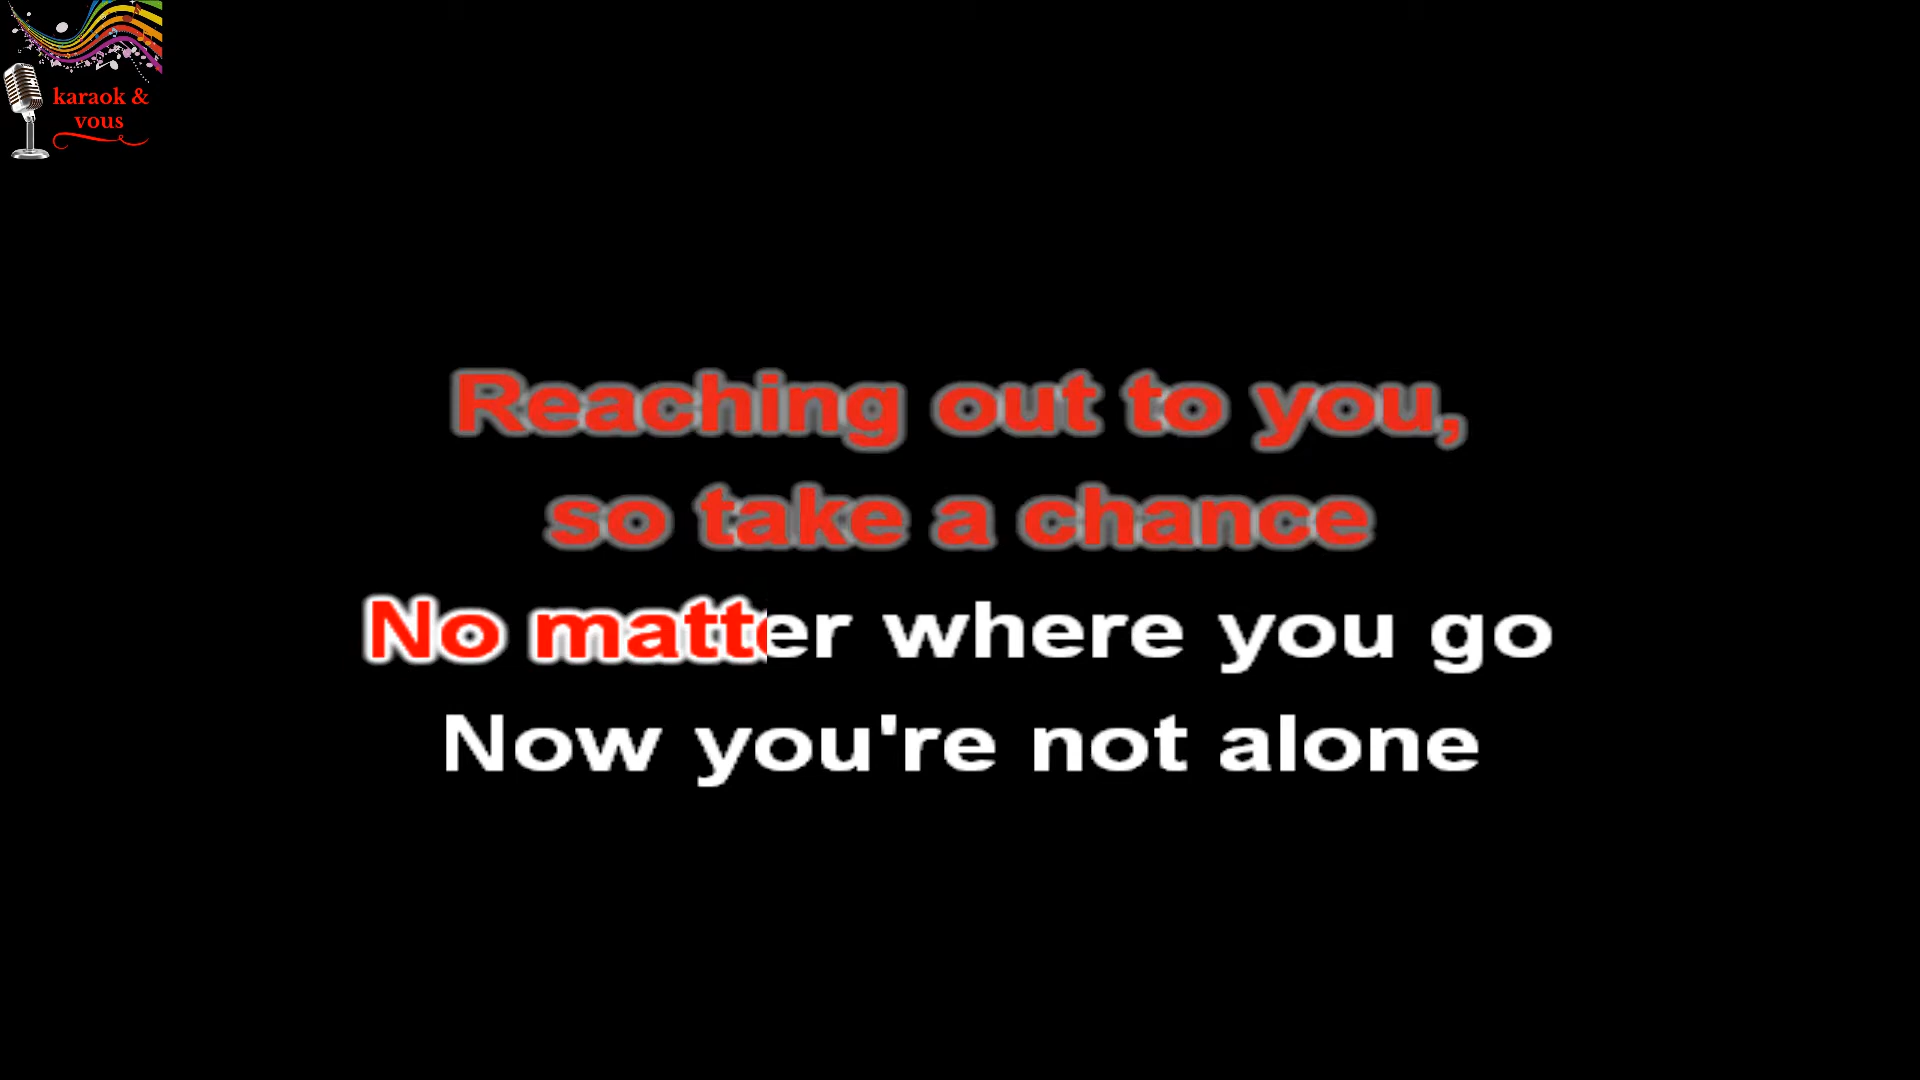 karaok &
vous
Reaching out to you,
so take a chance
No matter where you go
Now you're not alone